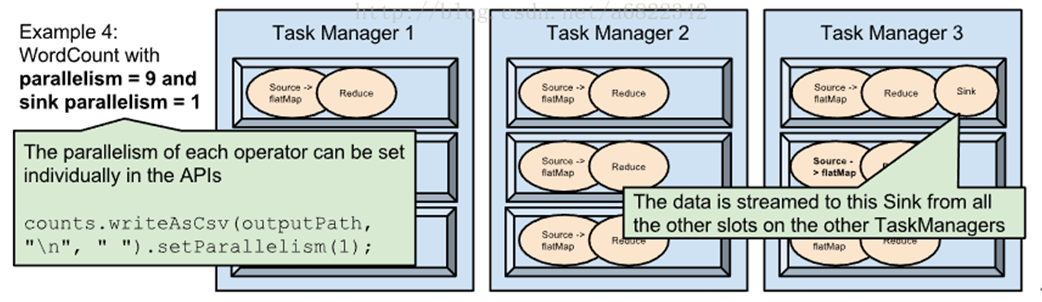 http://blog.csdn.net/a6822342
Example 4:
WordCount with
parallelism = 9 and
sink parallelism = 1
The parallelism of each operator can be set
individually in the APIs
counts.writeAsCsv(outputPath,
"\n", " ").setParallelism(1);
Task Manager 1
Source ->
flatMap
Reduce
Task Manager 2
Source ->
flatMap
Reduce
Source ->
flatMap
Reduce
Source ->
flatMap
Reduce
Task Manager 3
Source ->
flatMap
Reduce
Sink
Source -
> flatMap
The data is streamed to this Sink from all
the other slots on the other TaskManagers
flatMap
Reduce